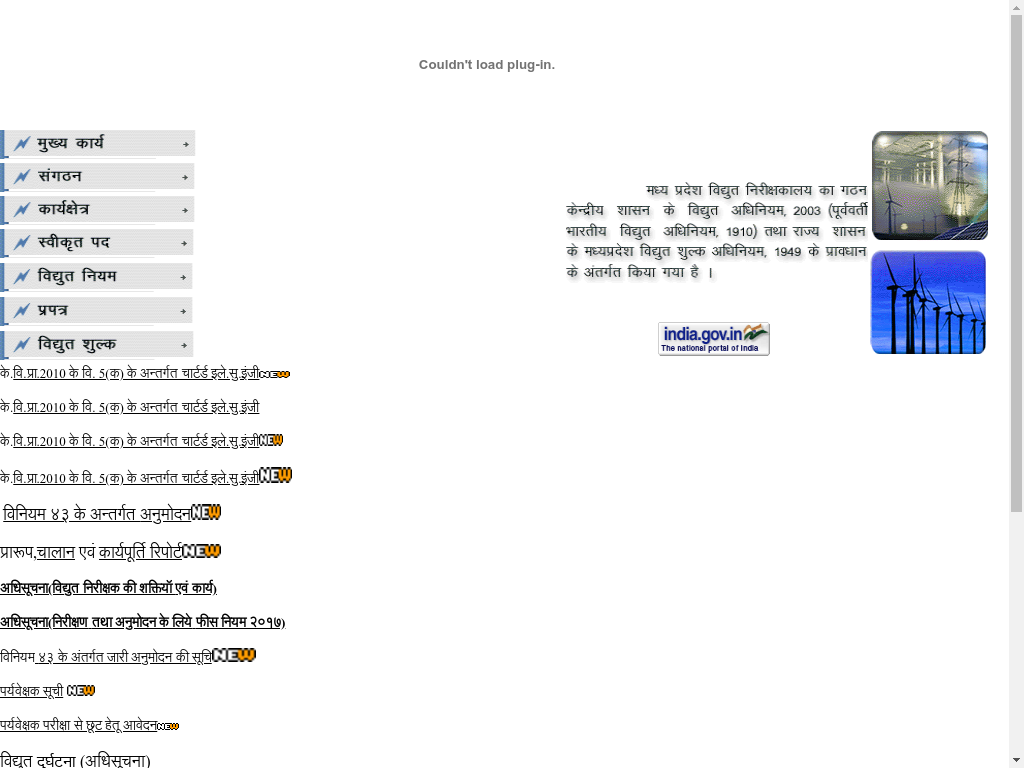 Couldn't load plug-in.
मुख्य कार्य
संगठन
कार्यक्षेत्र
स्वीकृत पद
विद्युत नियम
प्रपत्र
विद्युत शुल्क
मध्य प्रदेश विद्युत निरीक्षकालय का गठन
केन्द्रीय शासन के विद्युत अधिनियम, 2003 (पूर्ववर्ती
भारतीय विद्युत अधिनियम, 1910) तथा राज्य शासन
के मध्यप्रदेश विद्युत शुल्क अधिनियम, 1949 के प्रावधान
के अंतर्गत किया गया है ।
india.gov.in
The national portal of India
के.वि.प्रा.2010 के वि. 5(क) के अन्तर्गत चार्टर्ड इले.सु.इंजी NEW
के.वि.प्रा.2010 के वि. 5(क) के अन्तर्गत चार्टर्ड इले.सु.इंजी
के.वि.प्रा.2010 के वि. 5(क) के अन्तर्गत चार्टर्ड इले.सु.इंजी NEW
के.वि.प्रा.2010 के वि. 5(क) के अन्तर्गत चार्टर्ड इले.सु.इंजी NEW
विनियम ४३ के अन्तर्गत अनुमोदन NEW
प्रारूप,चालान एवं कार्यपूर्ति रिपोर्ट NEW
अधिसूचना(विद्युत निरीक्षक की शक्तियॉ एवं कार्य)
अधिसूचना(निरीक्षण तथा अनुमोदन के लिये फीस नियम २०१७)
विनियम ४३ के अंतर्गत जारी अनुमोदन की सूचि NEW
पर्यवेक्षक सूची NEW
पर्यवेक्षक परीक्षा से छूट हेतू आवेदन NEW
विद्युत दुर्घटना (अधिसूचना)